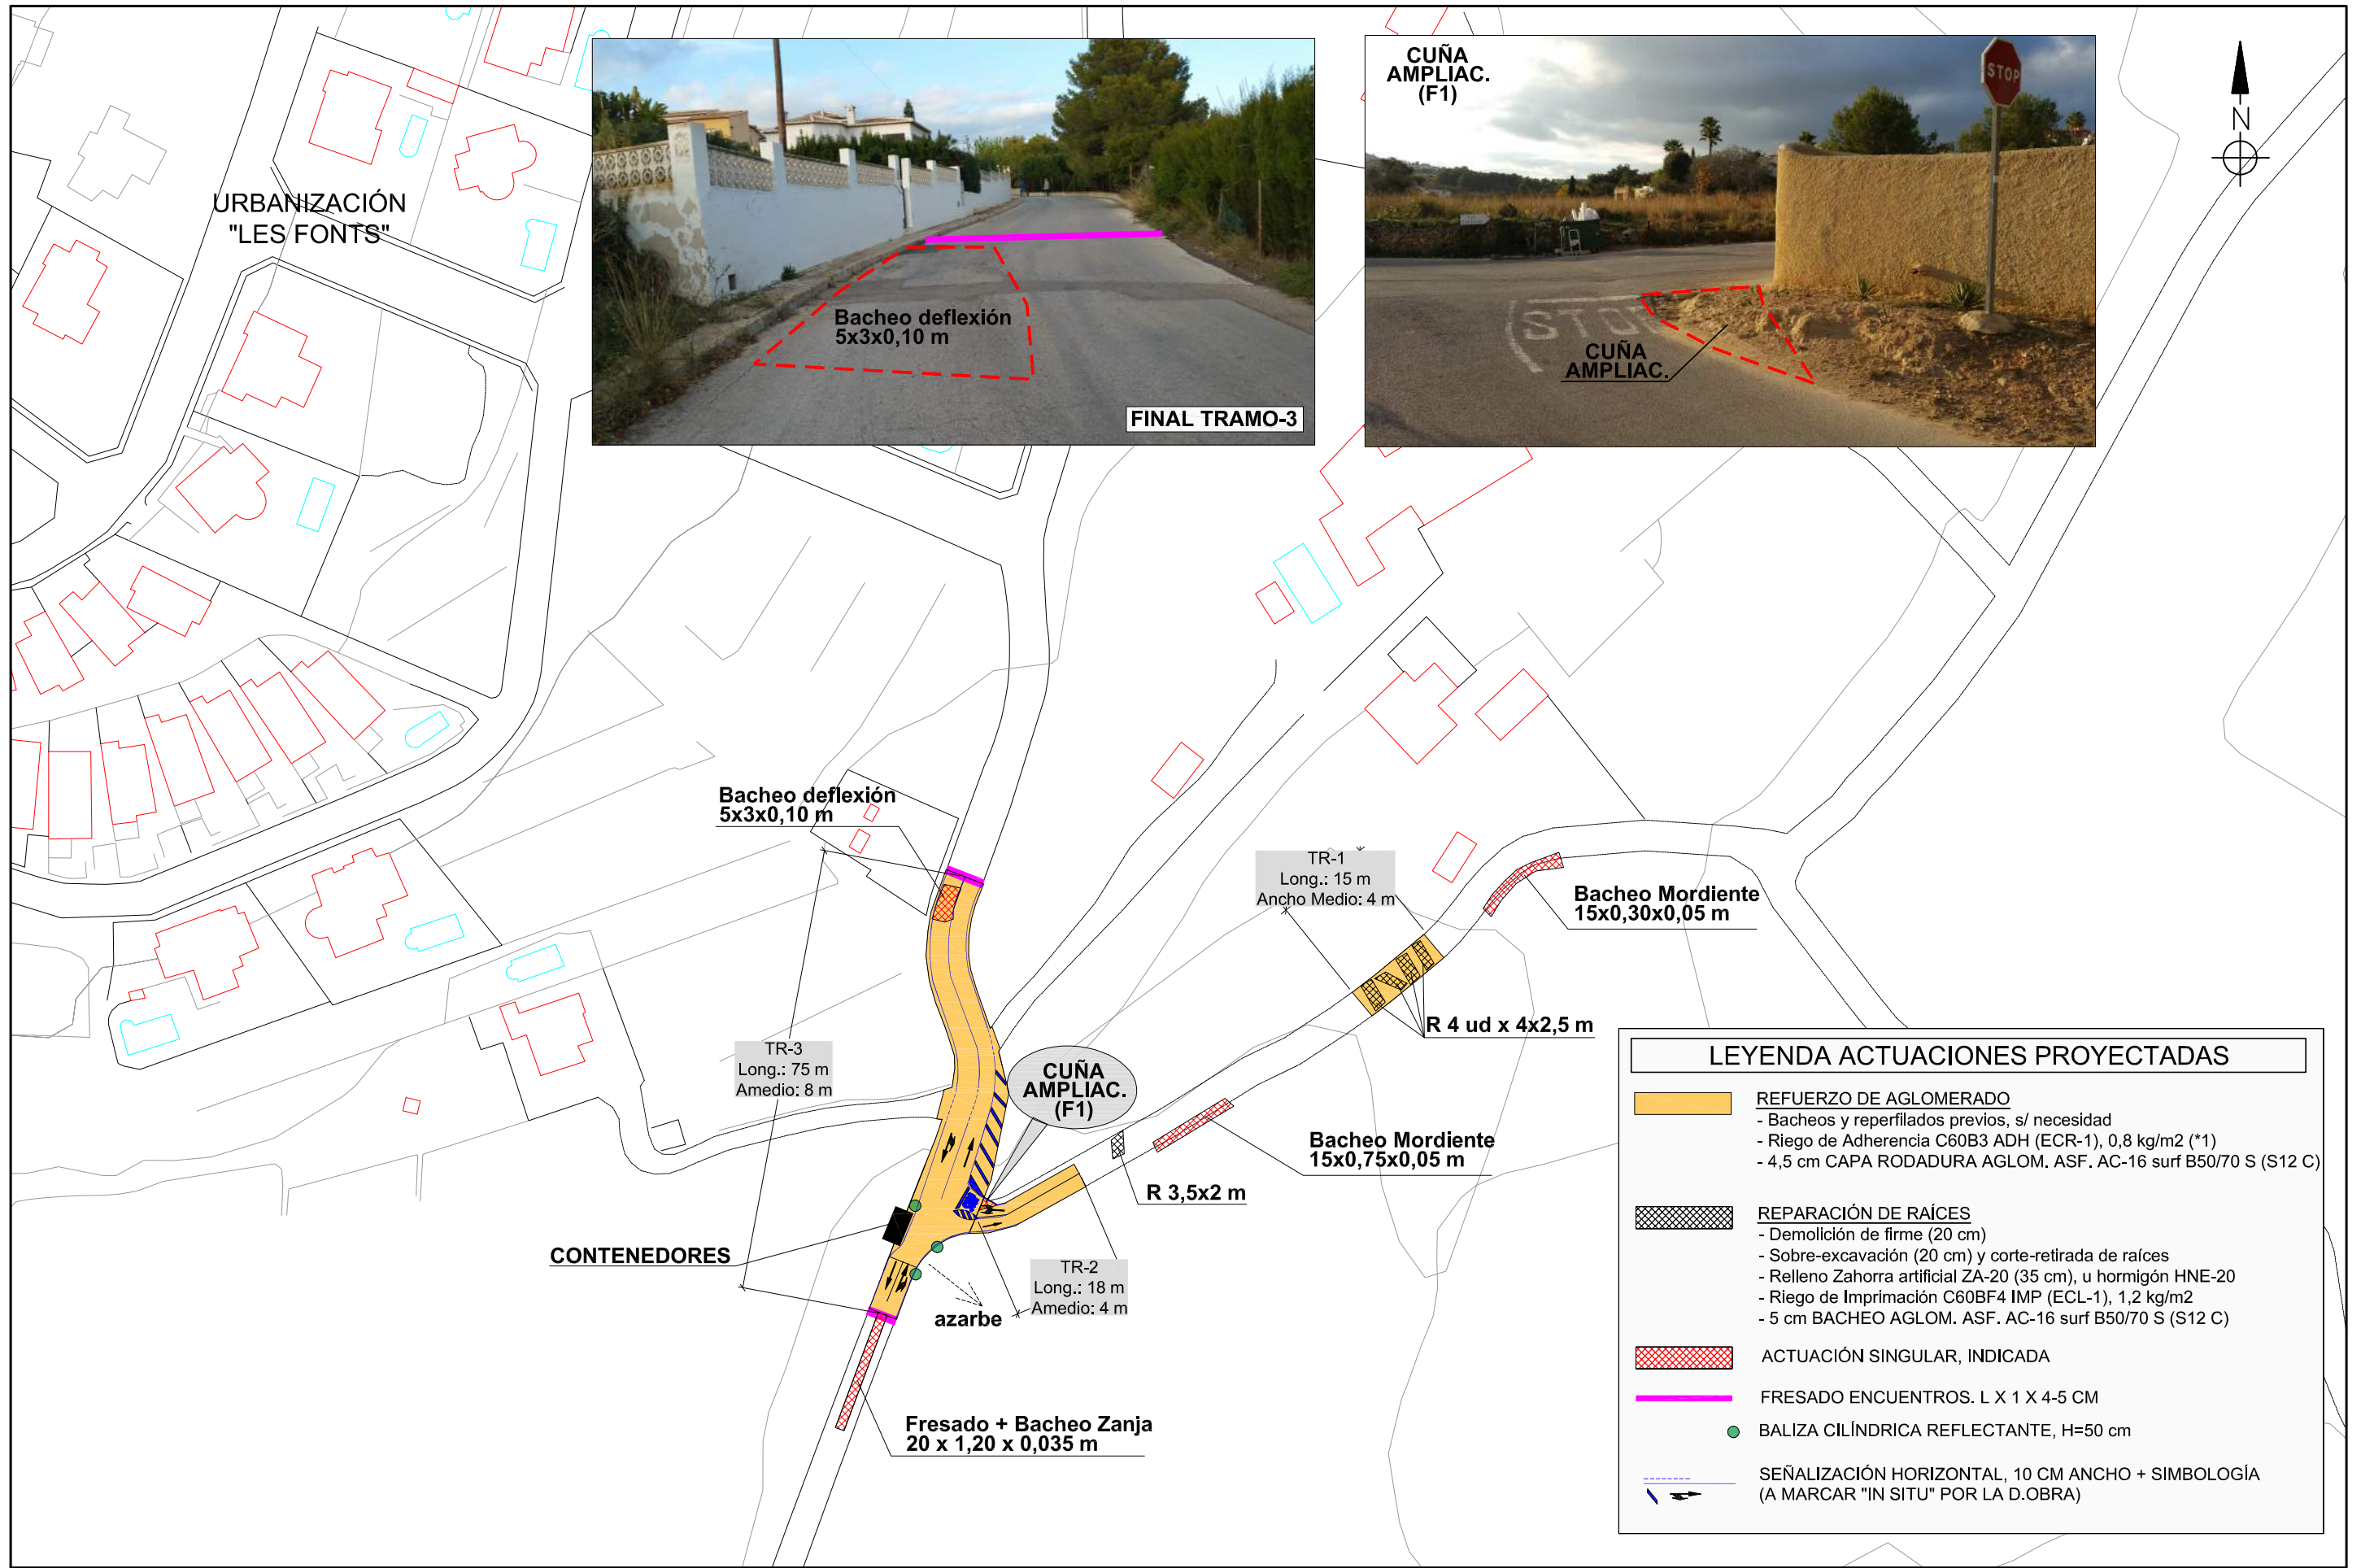 URBANIZACIÓN
"LES FONTS"
Bacheo deflexión
5x3x0,10 m
FINAL TRAMO-3
CUÑA
AMPLIAC.
(F1)
STOP
STOP
CUÑA
AMPLIAC.
N
Bacheo deflexión
5x3x0,10 m
TR-1
Long.: 15 m
Ancho Medio: 4 m
Bacheo Mordiente
15x0,30x0,05 m
R 4 ud x 4x2,5 m
TR-3
Long.: 75 m
Amedio: 8 m
CUÑA
AMPLIAC.
(F1)
Bacheo Mordiente
15x0,75x0,05 m
R 3,5x2 m
CONTENEDORES
TR-2
Long.: 18 m
Amedio: 4 m
azarbe
Fresado + Bacheo Zanja
20 x 1,20 x 0,035 m
LEYENDA ACTUACIONES PROYECTADAS
REFUERZO DE AGLOMERADO
- Bacheos y reperfilados previos, s/ necesidad
- Riego de Adherencia C60B3 ADH (ECR-1), 0,8 kg/m2 (*1)
- 4,5 cm CAPA RODADURA AGLOM. ASF. AC-16 surf B50/70 S (S12 C)
REPARACIÓN DE RAÍCES
- Demolición de firme (20 cm)
- Sobre-excavación (20 cm) y corte-retirada de raíces
- Relleno Zahorra artificial ZA-20 (35 cm), u hormigón HNE-20
- Riego de Imprimación C60BF4 IMP (ECL-1), 1,2 kg/m2
- 5 cm BACHEO AGLOM. ASF. AC-16 surf B50/70 S (S12 C)
ACTUACIÓN SINGULAR, INDICADA
FRESADO ENCUENTROS. L X 1 X 4-5 CM
BALIZA CILÍNDRICA REFLECTANTE, H=50 cm
SEÑALIZACIÓN HORIZONTAL, 10 CM ANCHO + SIMBOLOGÍA
(A MARCAR "IN SITU" POR LA D.OBRA)